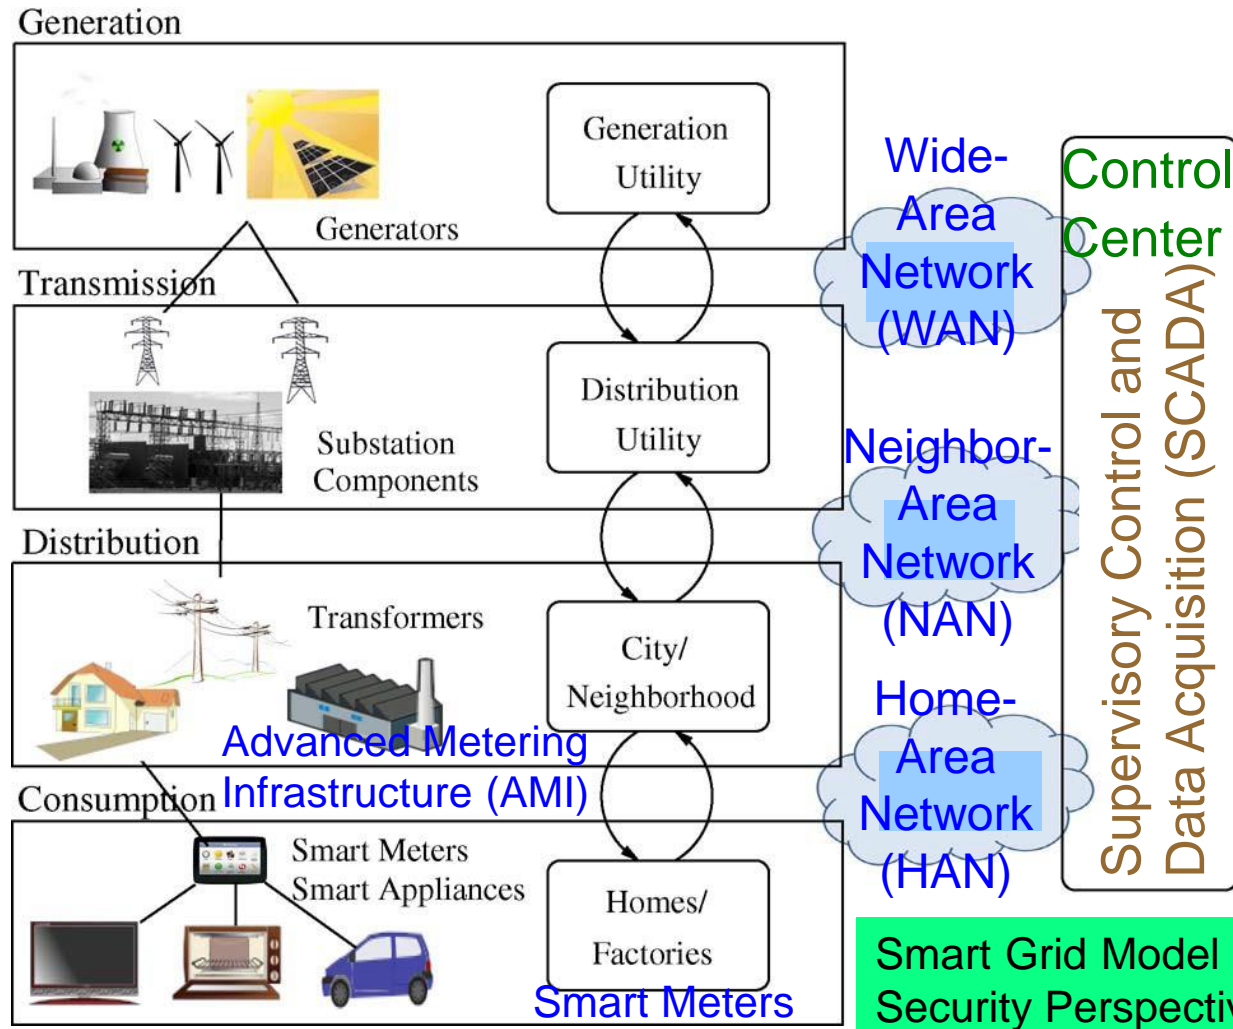 Generation
Generation
Utility
Generators
Transmission
Substation
Components
Distribution
Utility
Distribution
Transformers
City/
Neighborhood
Advanced Metering
Infrastructure (AMI)
Consumption
Smart Meters
Smart Appliances
Homes/
Factories
Smart Meters
Wide-
Area
Network
(WAN)
Neighbor-
Area
Network
(NAN)
Home-
Area
Network
(HAN)
Control
Center
Supervisory Control and
Data Acquisition (SCADA)
Smart Grid Model
Security Perspectiv